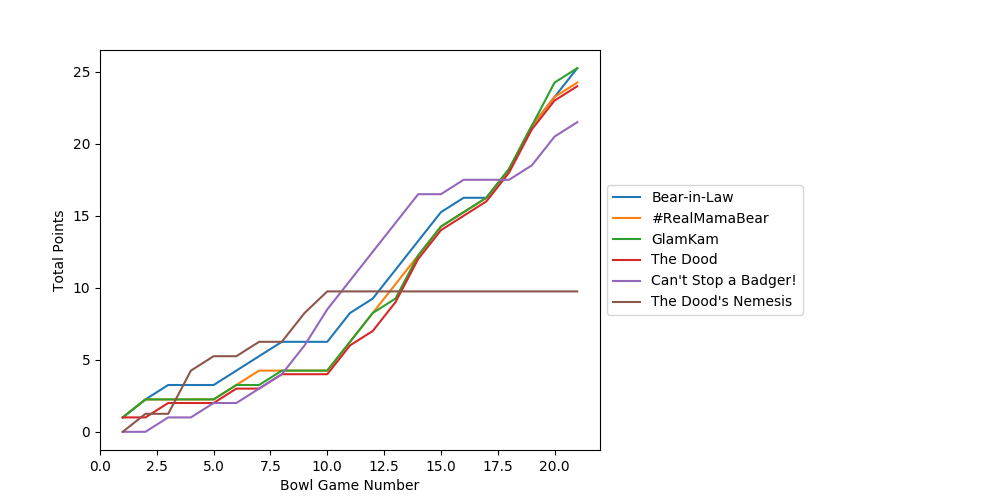 25
20
15
10
5
0
Total Points
0.0 2.5 5.0 7.5 10.0 12.5 15.0 17.5 20.0
Bowl Game Number
Bear-in-Law
#RealMamaBear
GlamKam
The Dood
Can't Stop a Badger!
The Dood's Nemesis